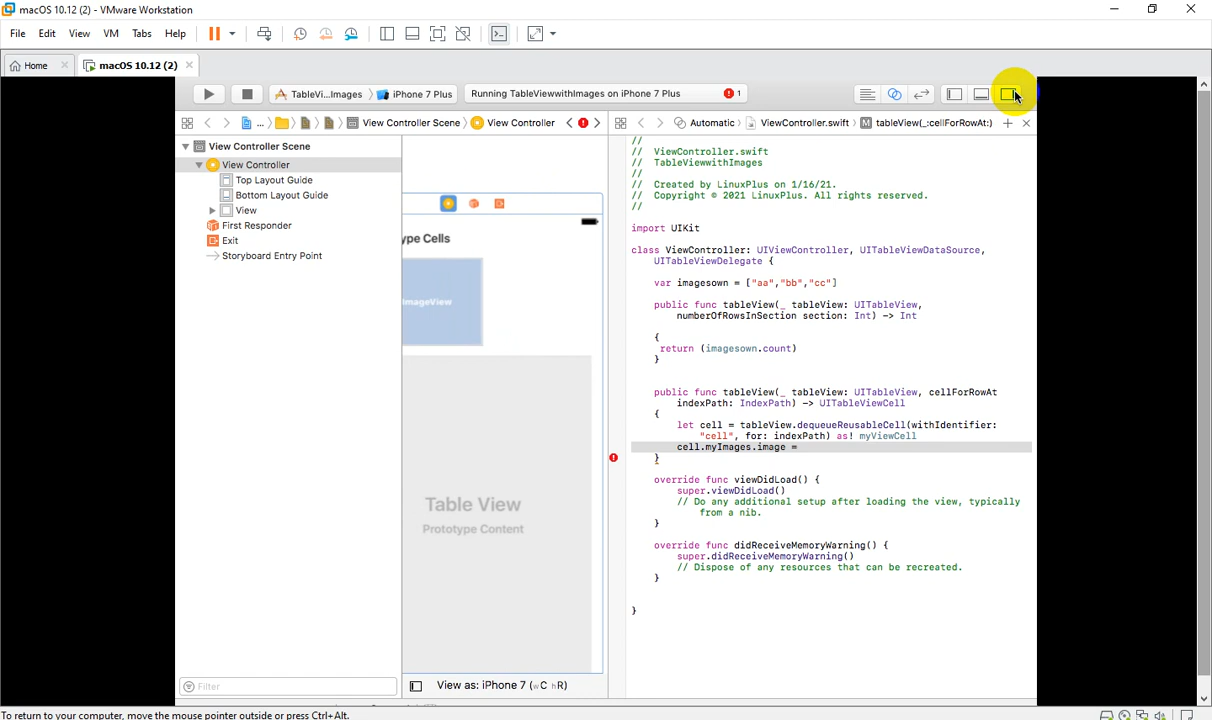 macOS 10.12 (2) - VMware Workstation
File Edit View VM Tabs Help
Home macOS 10.12 (2)
TableVi...Images iPhone 7 Plus Running TableViewwithImages on iPhone 7 Plus 1
... View Controller Scene View Controller Automatic ViewController.swift tableView(_:cellForRowAt:)
View Controller Scene
View Controller
Top Layout Guide
Bottom Layout Guide
View
First Responder
Exit
Storyboard Entry Point
Filter
ype Cells
ImageView
Table View
Prototype Content
View as: iPhone 7 (wC hR)
//
// ViewController.swift
// TableViewwithImages
//
// Created by LinuxPlus on 1/16/21.
// Copyright © 2021 LinuxPlus. All rights reserved.
//
import UIKit
class ViewController: UIViewController, UITableViewDataSource,
UITableViewDelegate {
var imagesown = ["aa","bb","cc"]
public func tableView(_ tableView: UITableView,
numberOfRowsInSection section: Int) -> Int
{
return (imagesown.count)
}
public func tableView(_ tableView: UITableView, cellForRowAt
indexPath: IndexPath) -> UITableViewCell
{
let cell = tableView.dequeueReusableCell(withIdentifier:
"cell", for: indexPath) as! myViewCell
cell.myImages.image =
}
override func viewDidLoad() {
super.viewDidLoad()
// Do any additional setup after loading the view, typically
from a nib.
}
override func didReceiveMemoryWarning() {
super.didReceiveMemoryWarning()
// Dispose of any resources that can be recreated.
}
}
To return to your computer, move the mouse pointer outside or press Ctrl+Alt.